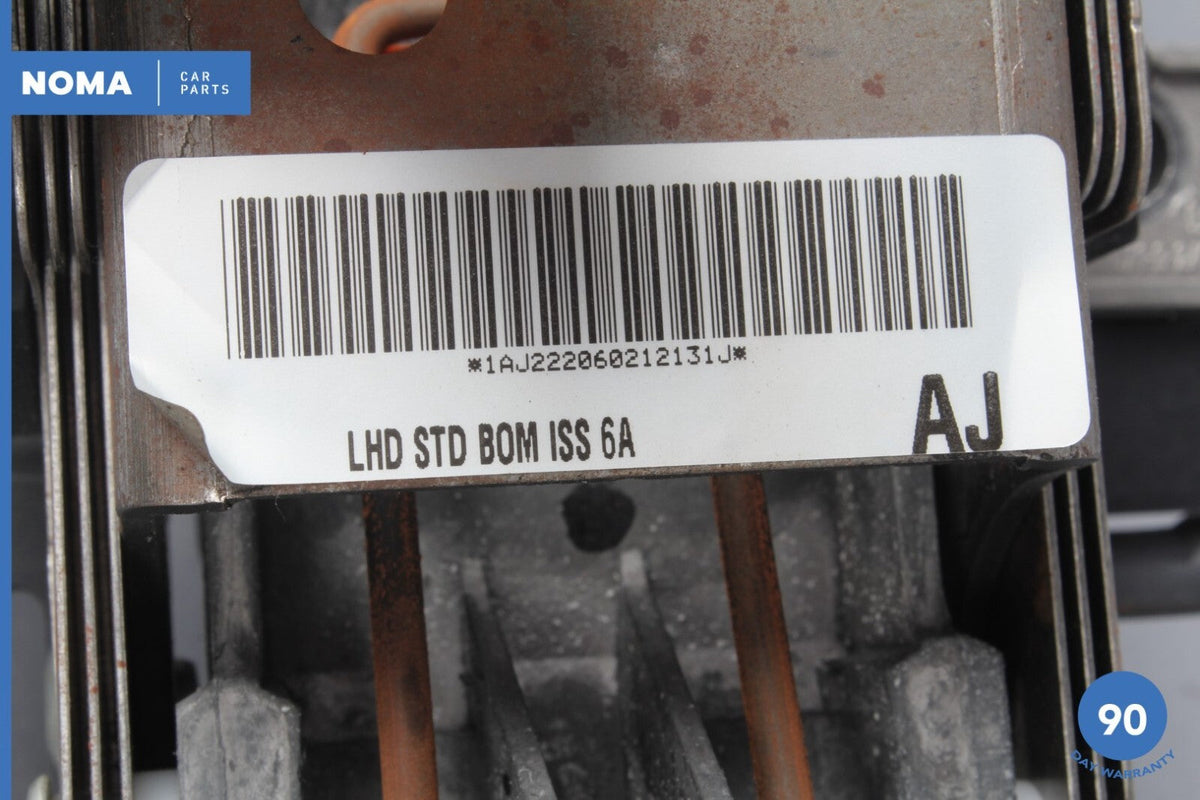 NOMA
CAR
PARTS
*1AJ222060212131J*
LHD STD BOM ISS 6A
AJ
90
DAY WARRANTY